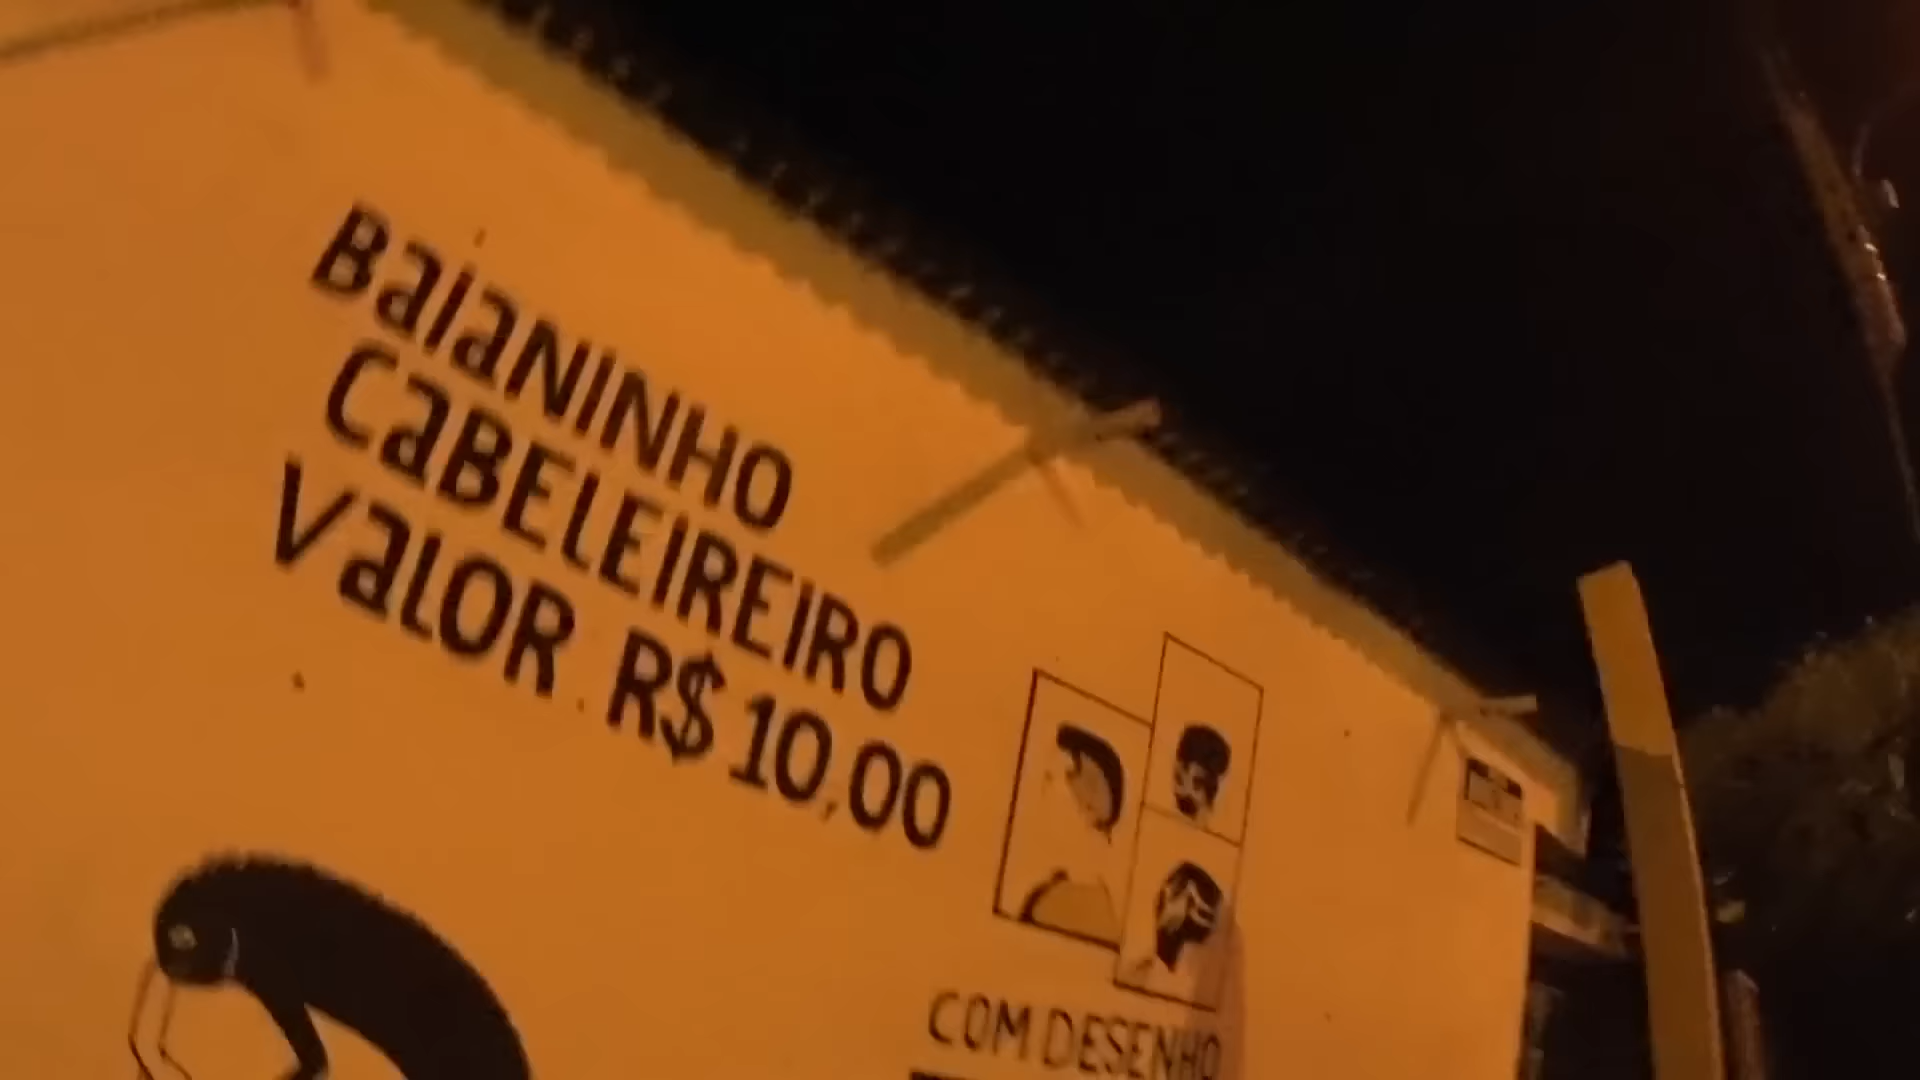 BaiaNINHO
CaBELEIREIRO
ValOR R$ 10,00
COM DESENHO